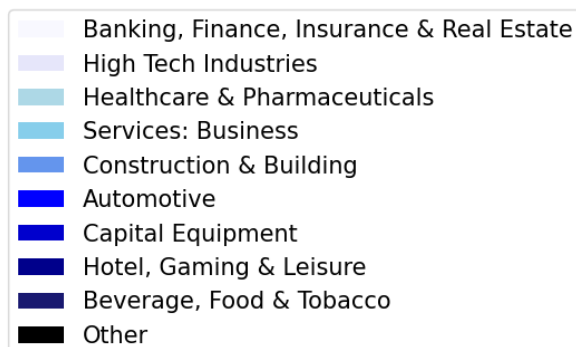 Banking, Finance, Insurance & Real Estate
High Tech Industries
Healthcare & Pharmaceuticals
Services: Business
Construction & Building
Automotive
Capital Equipment
Hotel, Gaming & Leisure
Beverage, Food & Tobacco
Other